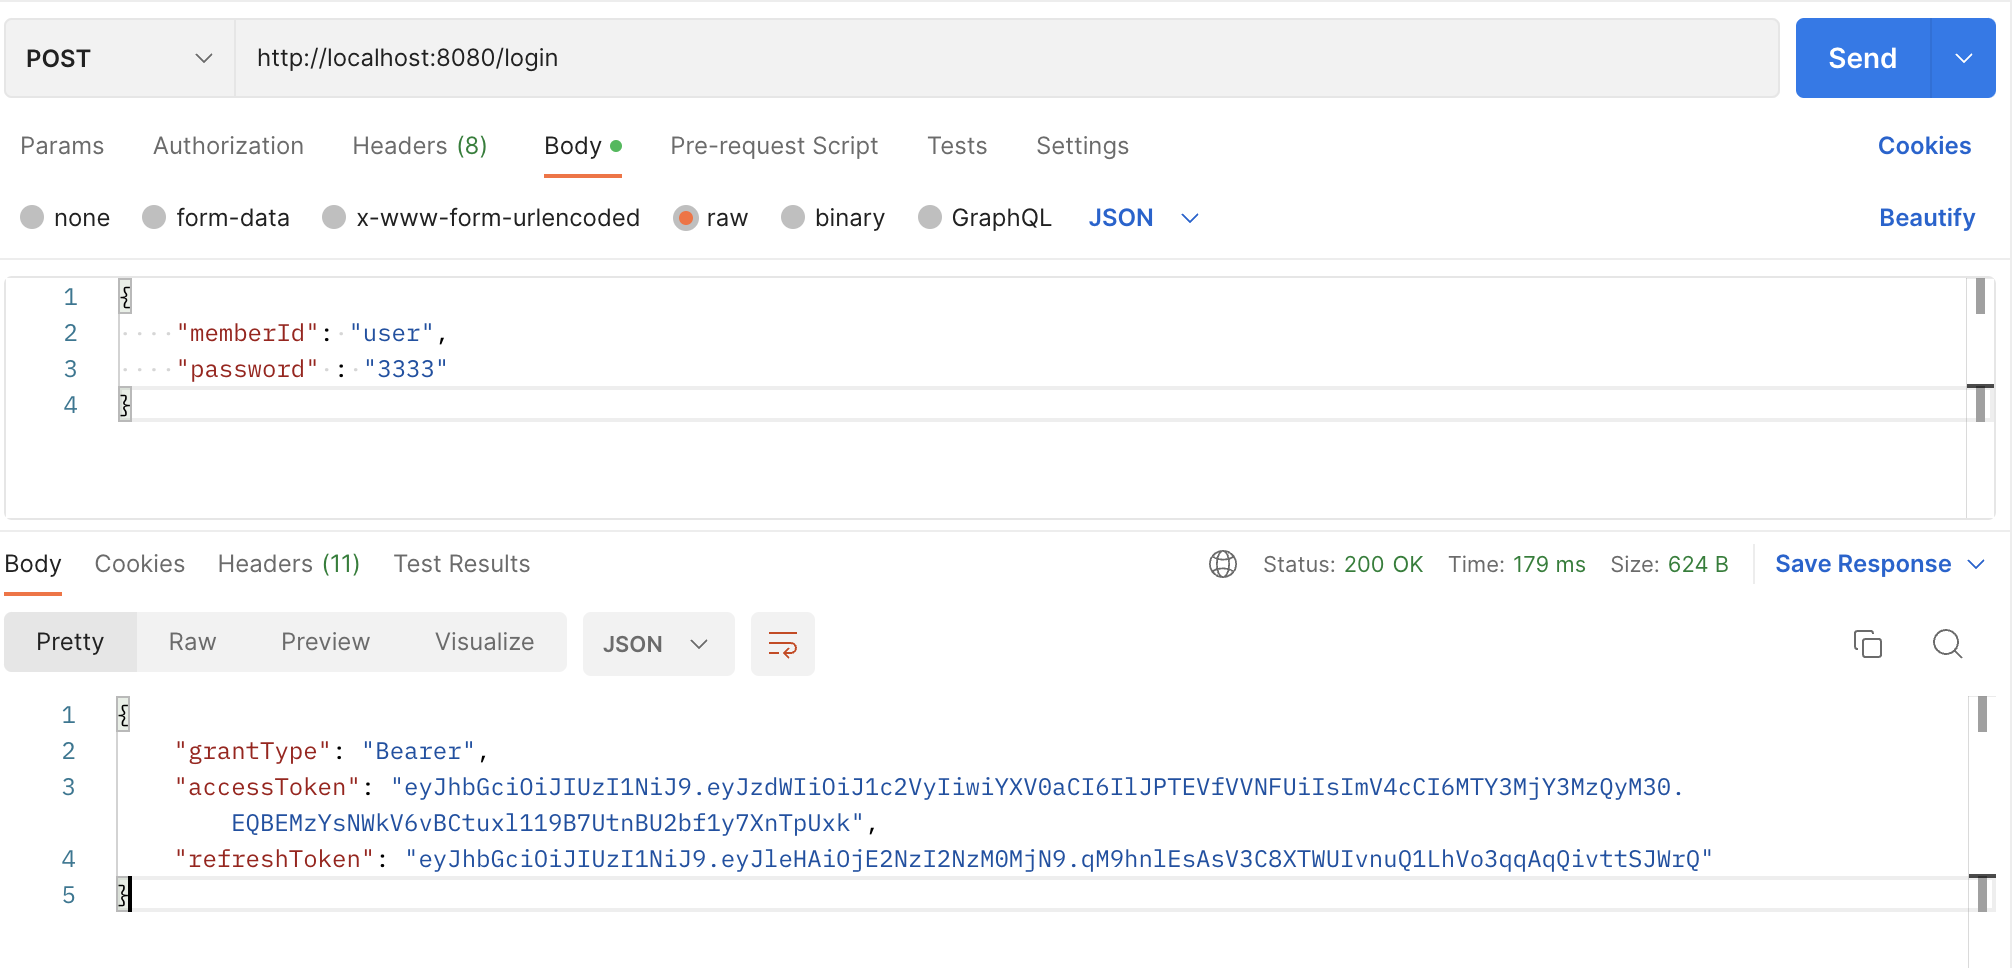 POST http://localhost:8080/login Send
Params Authorization Headers (8) Body Pre-request Script Tests Settings Cookies
none form-data x-www-form-urlencoded raw binary GraphQL JSON Beautify
1 {
2 "memberId": "user",
3 "password" : "3333"
4 }
Body Cookies Headers (11) Test Results Status: 200 OK Time: 179 ms Size: 624 B Save Response
Pretty Raw Preview Visualize JSON
1 {
2 "grantType": "Bearer",
3 "accessToken": "eyJhbGciOiJIUzI1NiJ9.eyJzdWIiOiJ1c2VyIiwiYXV0aCI6IlJPTEVfVVNFUiIsImV4cCI6MTY3MjY3MzQyM30.
EQBEMzYsNWkV6vBCtuxl119B7UtnBU2bf1y7XnTpUxk",
4 "refreshToken": "eyJhbGciOiJIUzI1NiJ9.eyJleHAiOjE2NzI2NzM0MjN9.qM9hnlEsAsV3C8XTWUIvnuQ1LhVo3qqAqQivttSJWrQ"
5 }